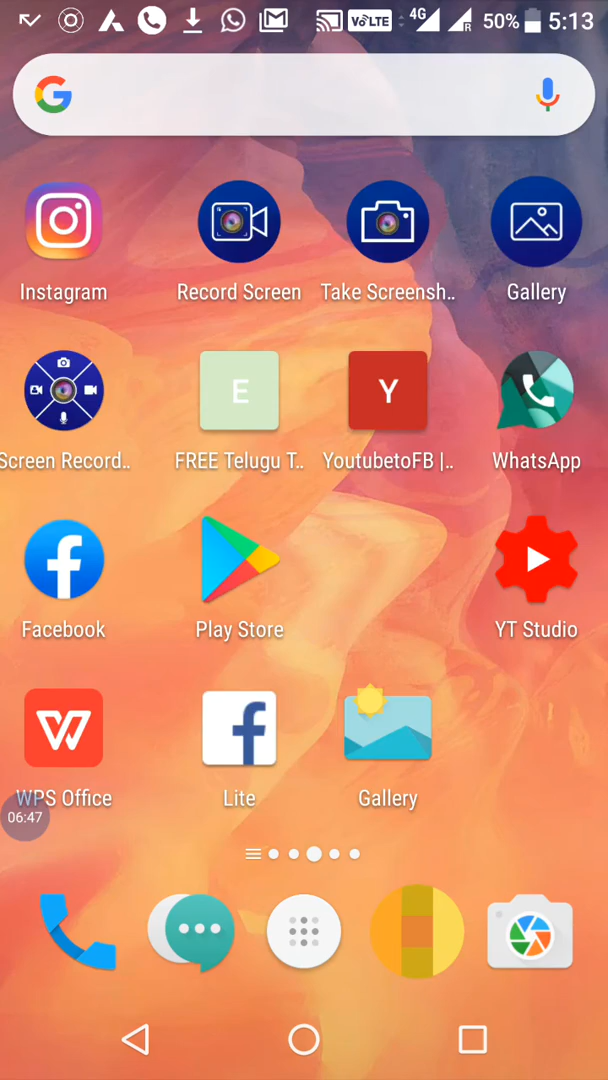 VoLTE 4G R 50% 5:13
Instagram Record Screen Take Screensh.. Gallery
E Y
Screen Record.. FREE Telugu T.. YoutubetoFB |.. WhatsApp
Facebook Play Store YT Studio
WPS Office Lite Gallery
06:47